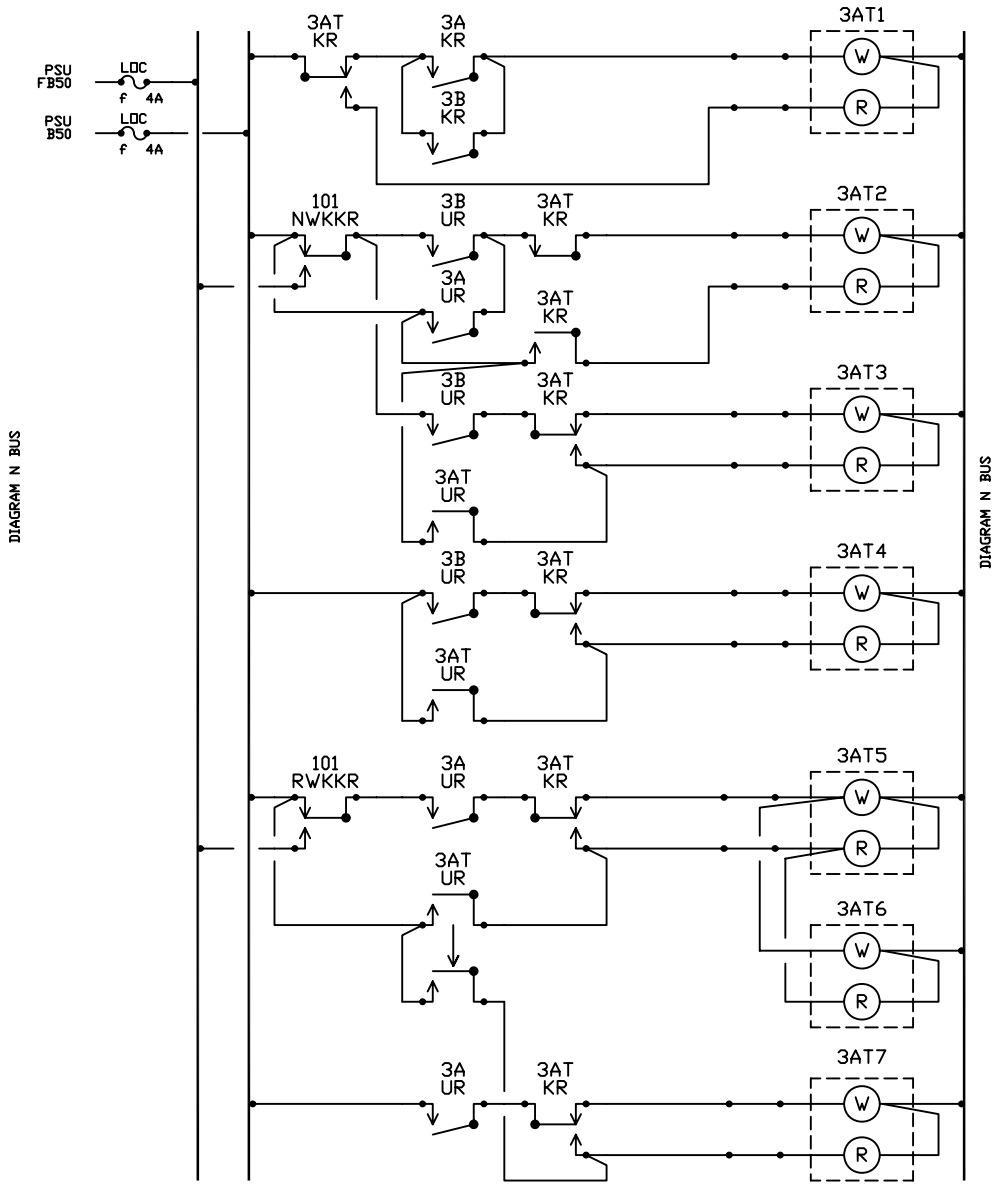 3AT
KR
3A
KR
3AT1
W
PSU
FB50
LOC
f 4A
3B
KR
R
PSU
B50
LOC
f 4A
101
NWKKR
3B
UR
3AT
KR
3AT2
W
3A
UR
3AT
KR
R
3B
UR
3AT
KR
3AT3
W
DIAGRAM N BUS
DIAGRAM N BUS
3AT
UR
R
3B
UR
3AT
KR
3AT4
W
3AT
UR
R
101
RWKKR
3A
UR
3AT
KR
3AT5
W
3AT
UR
R
3AT6
W
R
3A
UR
3AT
KR
3AT7
W
R